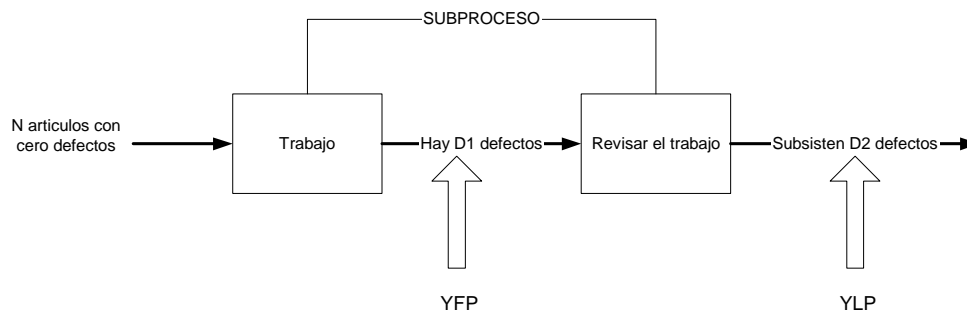 SUBPROCESO
N articulos con
cero defectos
Trabajo
Hay D1 defectos
Revisar el trabajo
Subsisten D2 defectos
YFP
YLP